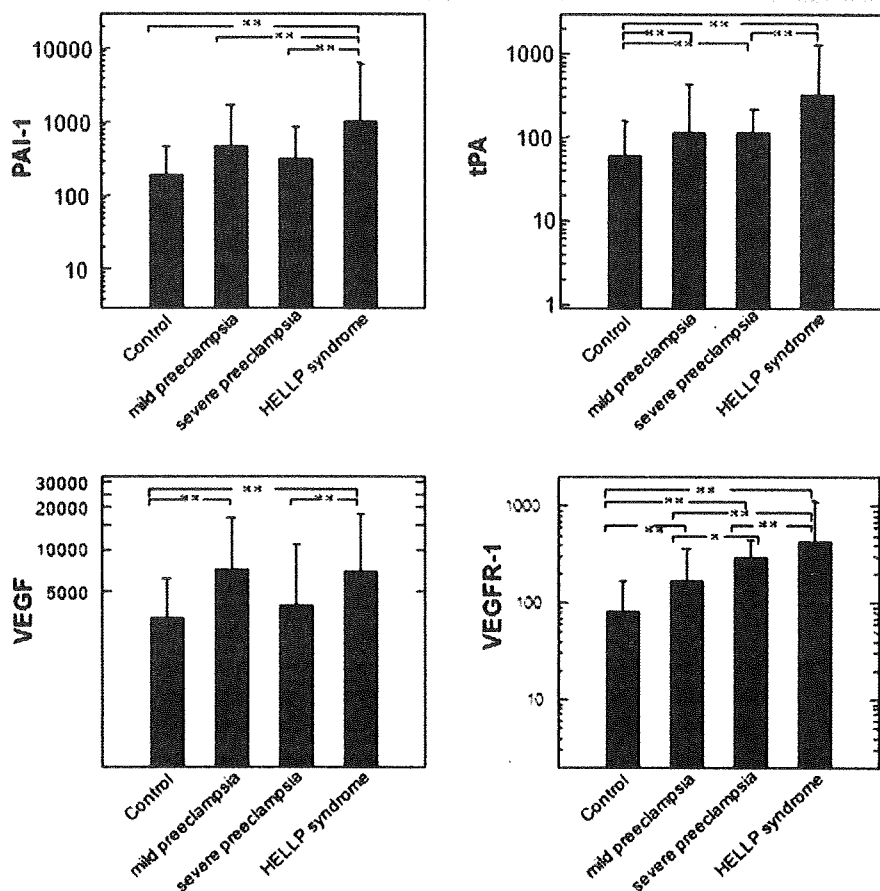 PAI-1
10000
1000
100
10
**
**
**
Control
mild preeclampsia
severe preeclampsia
HELLP syndrome
tPA
1000
100
10
1
**
**
**
**
Control
mild preeclampsia
severe preeclampsia
HELLP syndrome
VEGF
30000
20000
10000
5000
**
**
**
Control
mild preeclampsia
severe preeclampsia
HELLP syndrome
VEGFR-1
1000
100
10
**
**
**
**
**
*
Control
mild preeclampsia
severe preeclampsia
HELLP syndrome